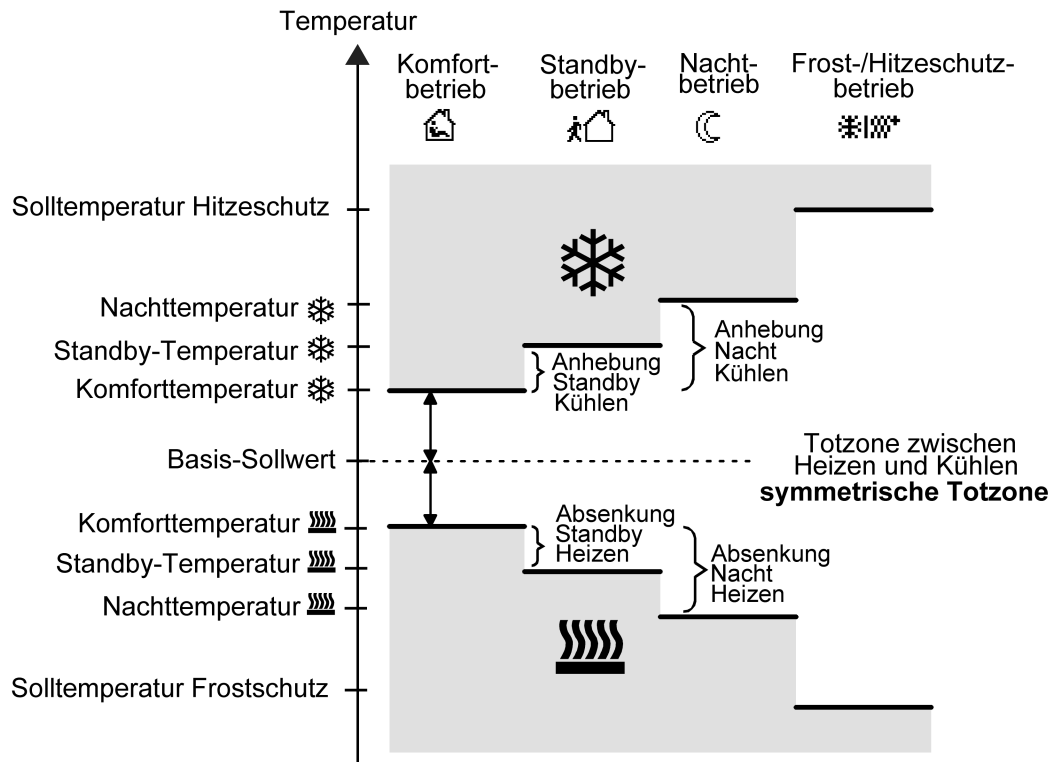 Temperatur
Komfort-
betrieb
Standby-
betrieb
Nacht-
betrieb
Frost-/Hitzeschutz-
betrieb
Solltemperatur Hitzeschutz
Nachttemperatur
Standby-Temperatur
Komforttemperatur
Anhebung
Standby
Kühlen
Anhebung
Nacht
Kühlen
Basis-Sollwert
Totzone zwischen
Heizen und Kühlen
symmetrische Totzone
Komforttemperatur
Standby-Temperatur
Nachttemperatur
Absenkung
Standby
Heizen
Absenkung
Nacht
Heizen
Solltemperatur Frostschutz